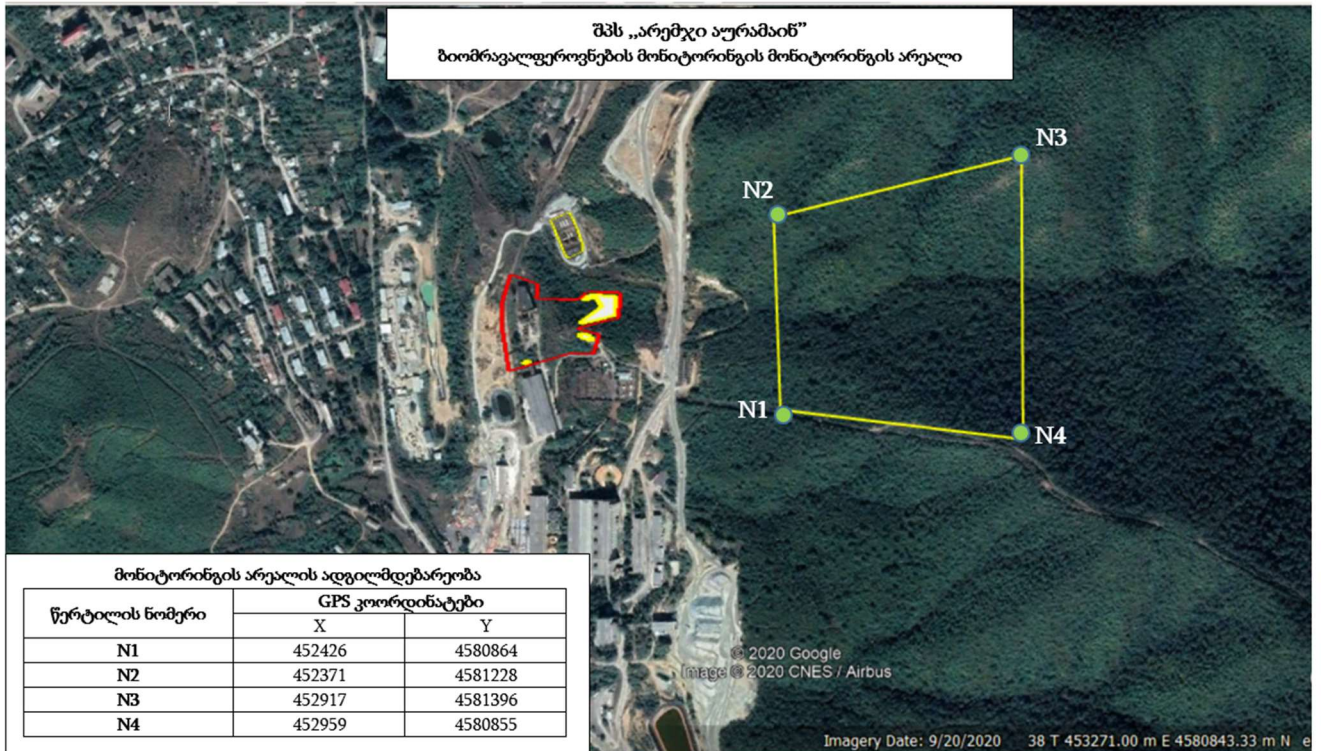 შპს „არემჯი აურამაინ”
ბიომრავალფეროვნების მონიტორინგის მონიტორინგის არეალი
N3
N2
N1
N4
მონიტორინგის არეალის ადგილმდებარეობა
წერტილის ნომერი GPS კოორდინატები
X Y
N1 452426 4580864
N2 452371 4581228
N3 452917 4581396
N4 452959 4580855
© 2020 Google
Image © 2020 CNES / Airbus
Imagery Date: 9/20/2020 38 T 453271.00 m E 4580843.33 m N e